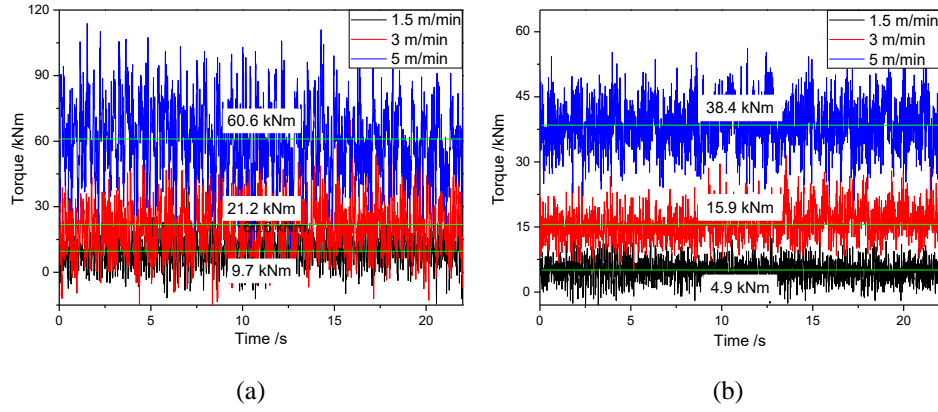 120
90
60
30
0
Torque /kNm
1.5 m/min
3 m/min
5 m/min
60.6 kNm
21.2 kNm
9.7 kNm
0
5
10
15
20
Time /s
(a)
60
45
30
15
0
Torque /kNm
1.5 m/min
3 m/min
5 m/min
38.4 kNm
15.9 kNm
4.9 kNm
0
5
10
15
20
Time /s
(b)